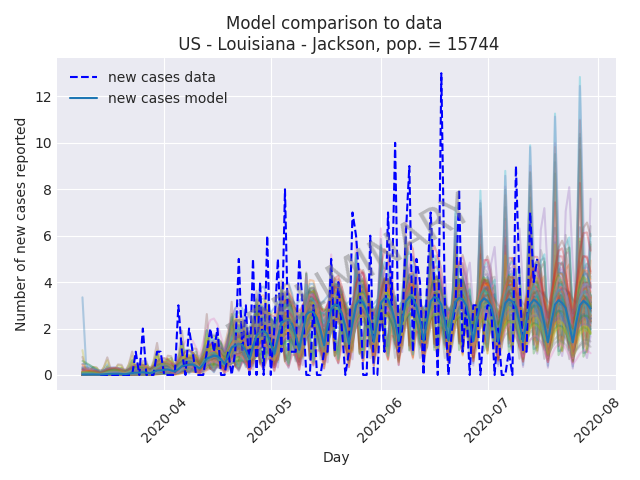 Model comparison to data
US - Louisiana - Jackson, pop. = 15744
new cases data
new cases model
Number of new cases reported
12
10
8
6
4
2
0
2020-04
2020-05
2020-06
2020-07
2020-08
Day